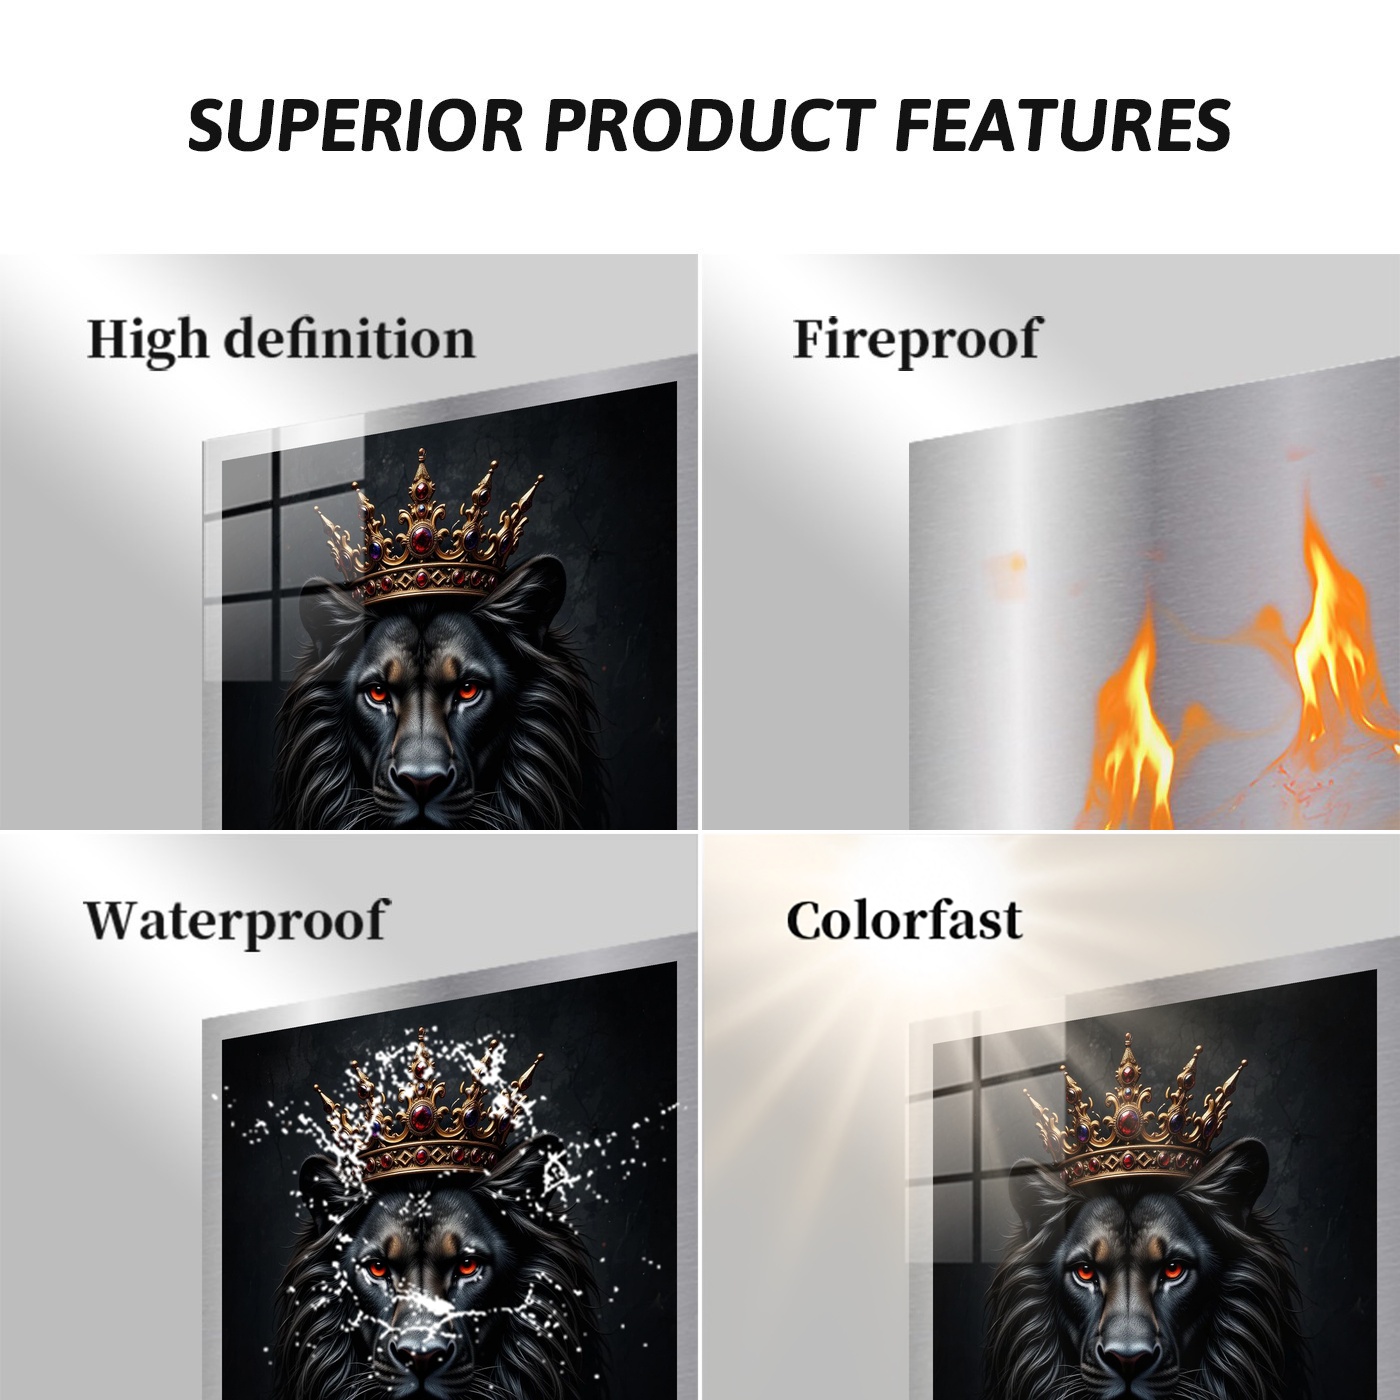 SUPERIOR PRODUCT FEATURES
High definition
Fireproof
Waterproof
Colorfast